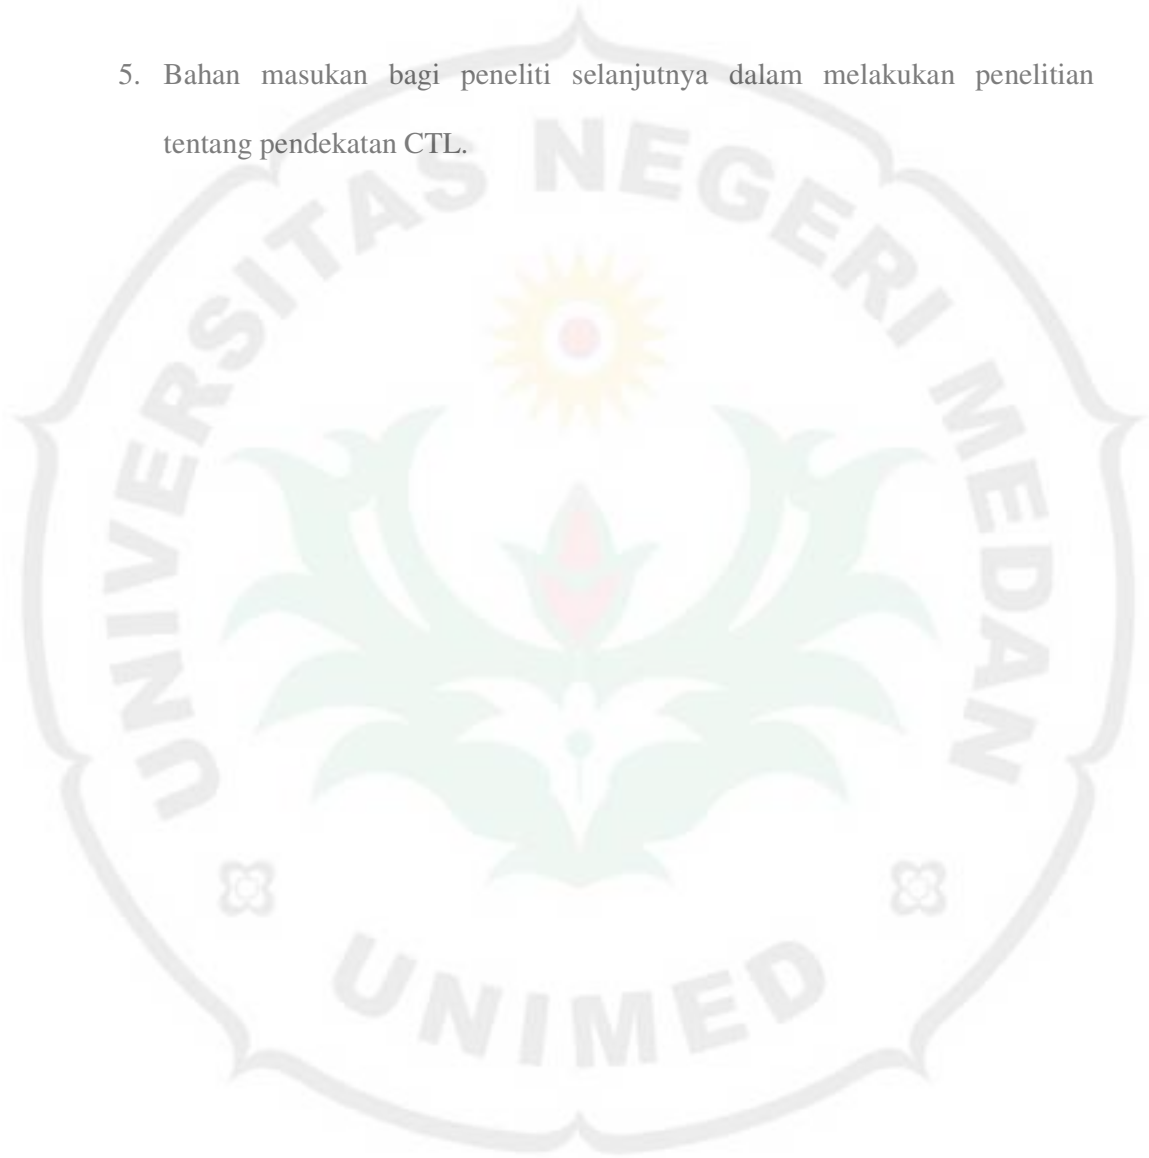 5. Bahan masukan bagi peneliti selanjutnya dalam melakukan penelitian
tentang pendekatan CTL.
UNIVERSITAS NEGERI MEDAN
UNIMED